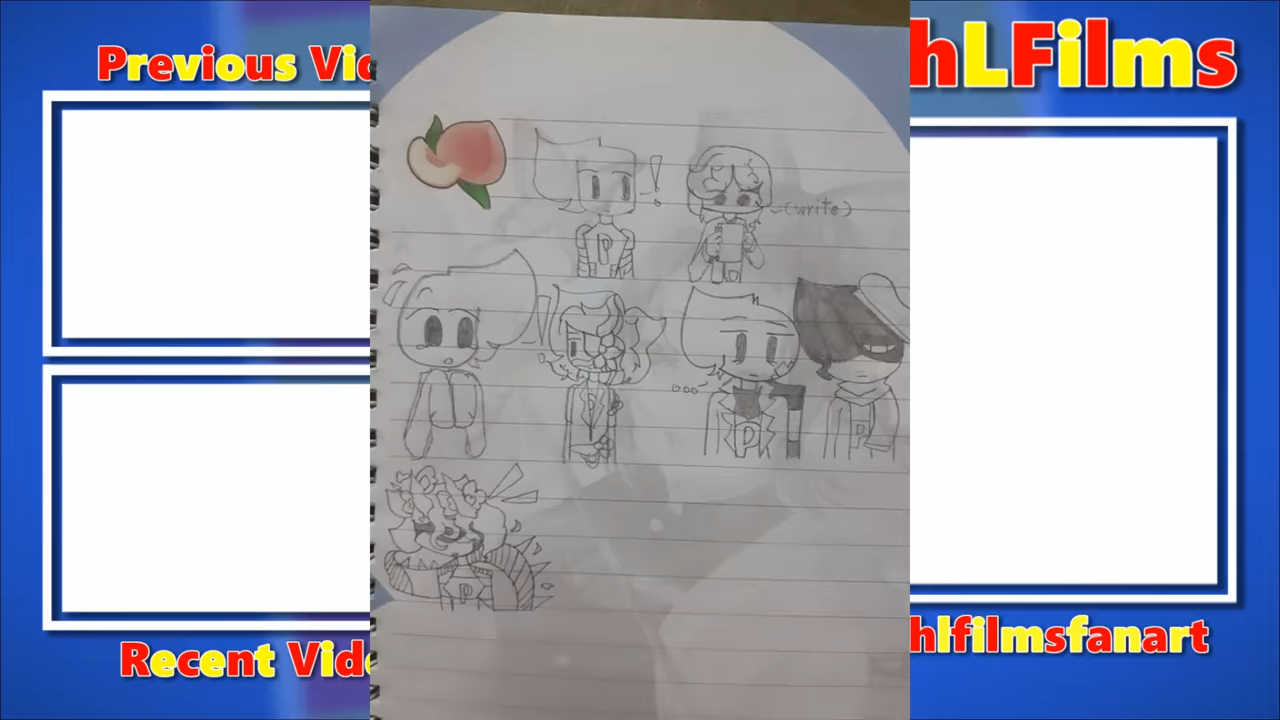 Previous Vid
hLFilms
!
(write)
P
P
!
P
...
P
P
P
Recent Vide
hlfilmsfanart